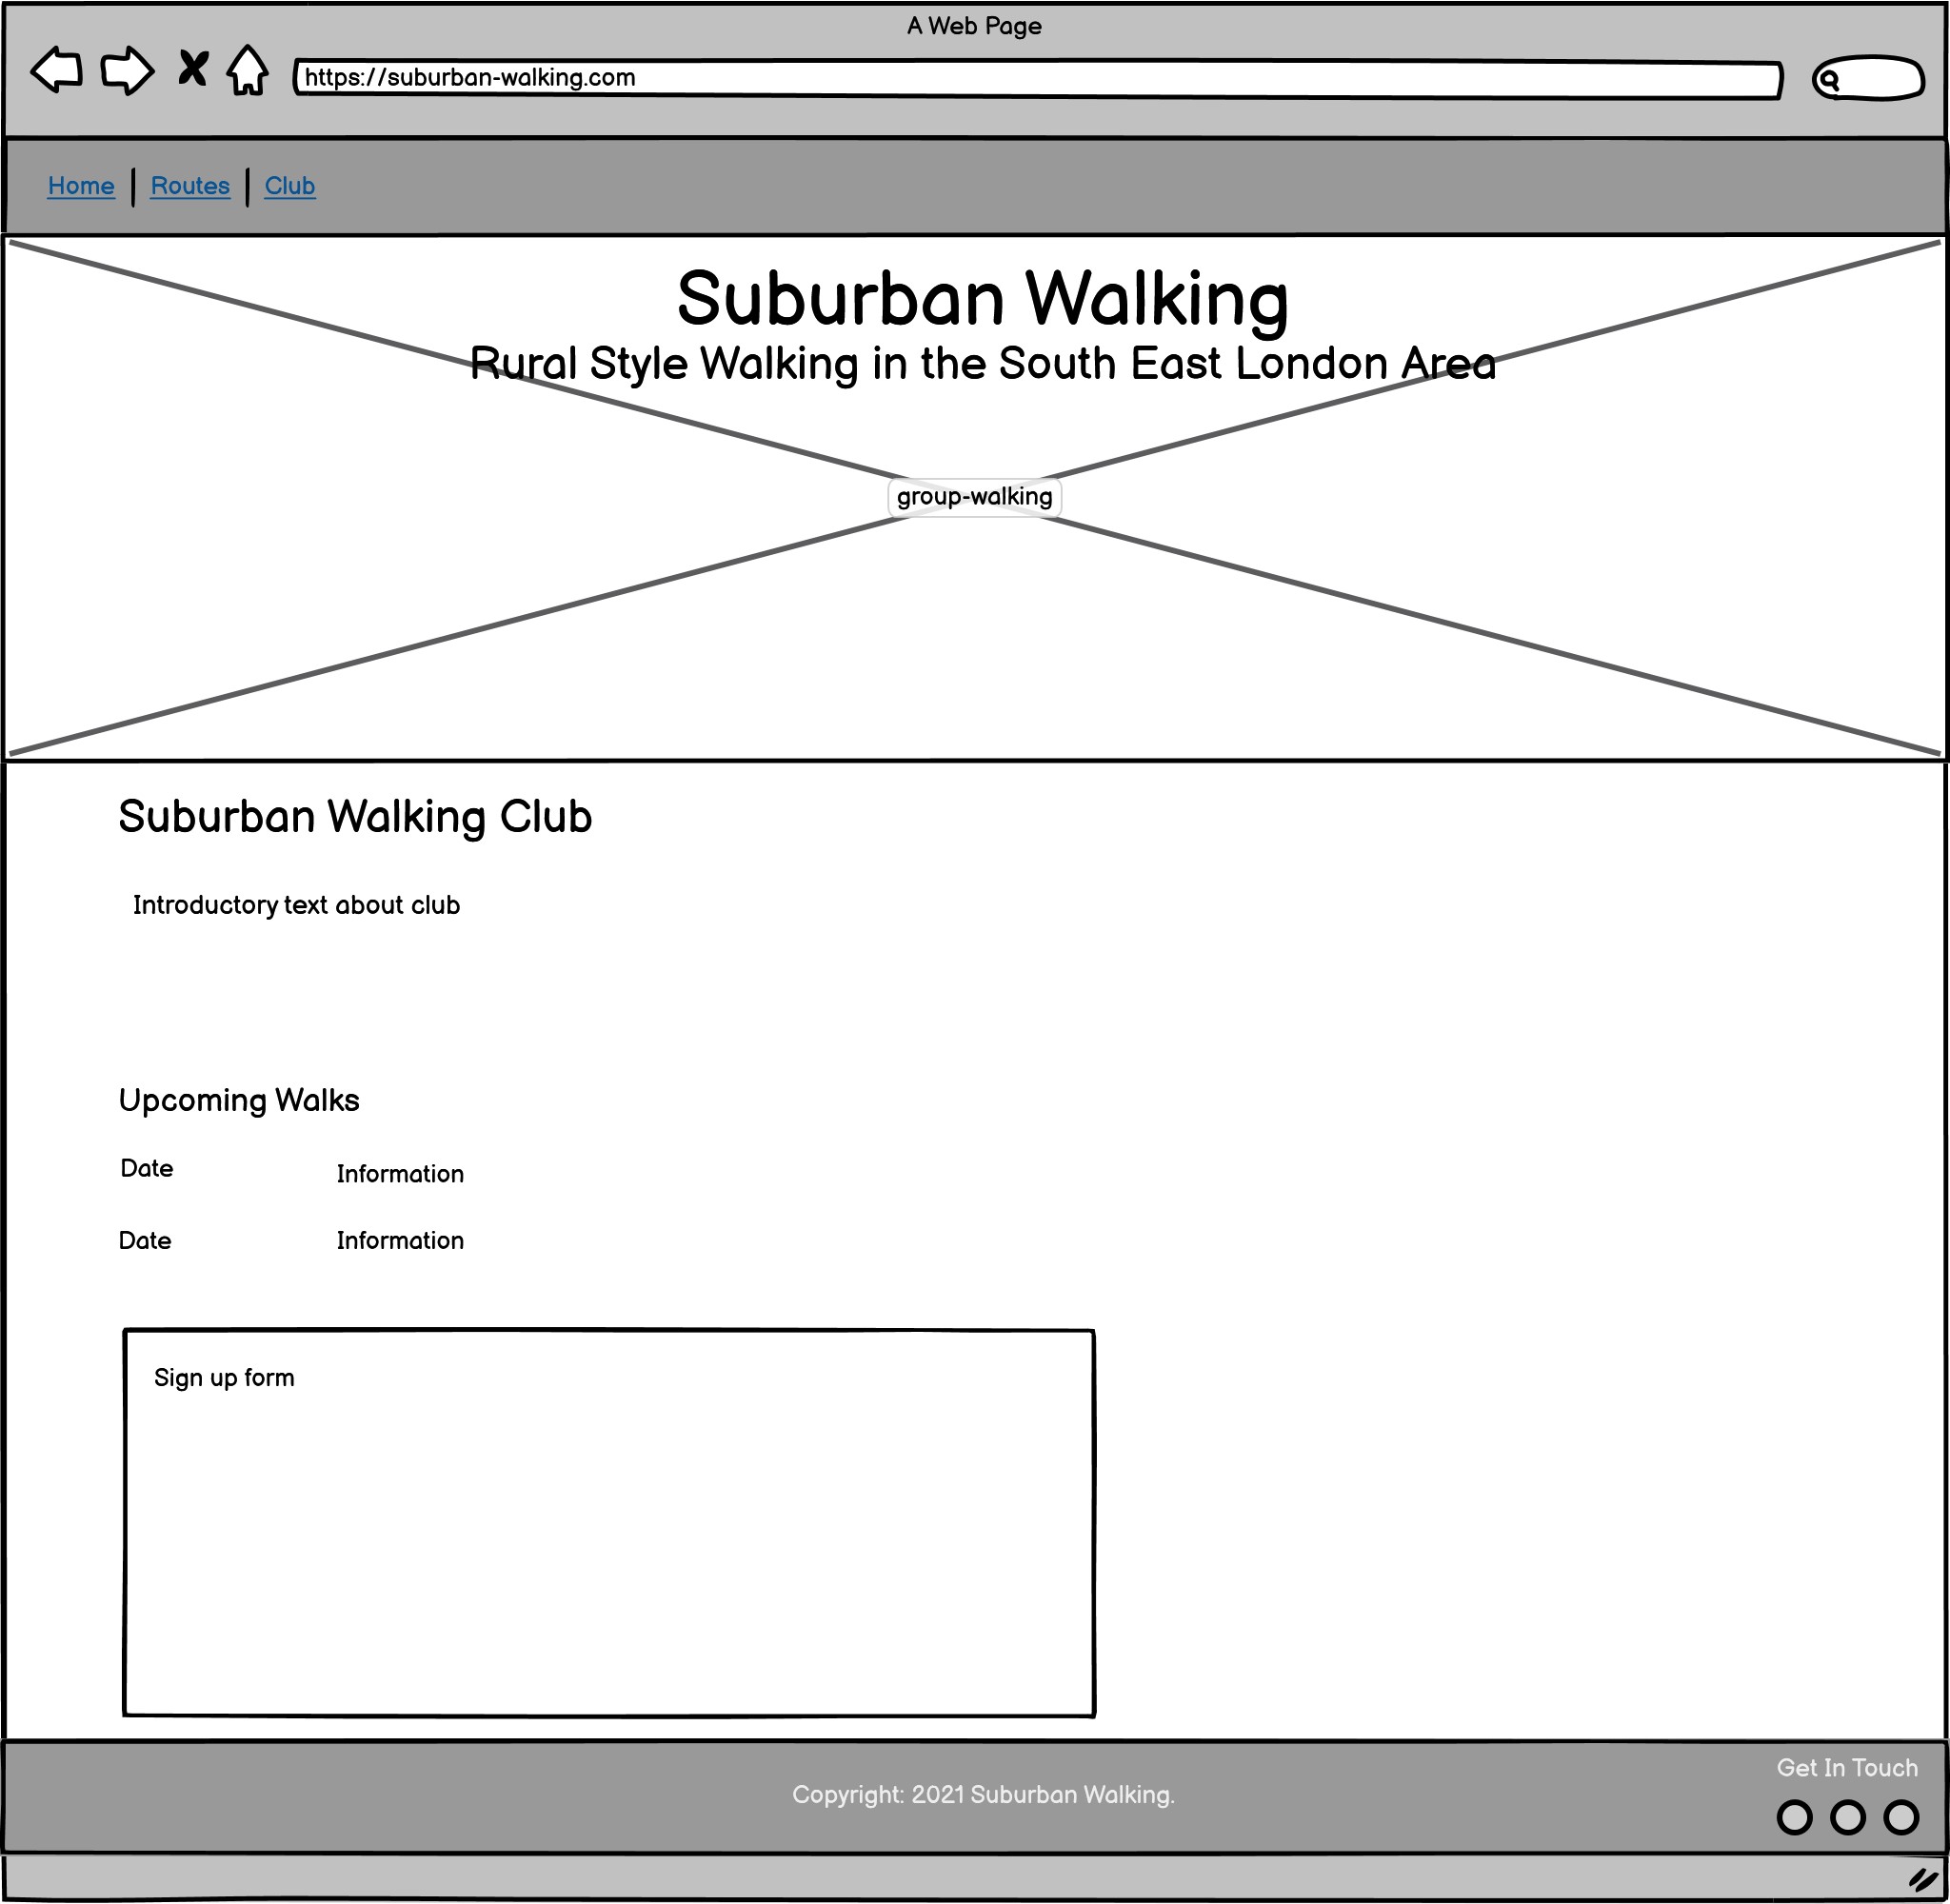 A Web Page
https://suburban-walking.com
Home | Routes | Club
Suburban Walking
Rural Style Walking in the South East London Area
group-walking
Suburban Walking Club
Introductory text about club
Upcoming Walks
Date Information
Date Information
Sign up form
Get In Touch
Copyright: 2021 Suburban Walking.